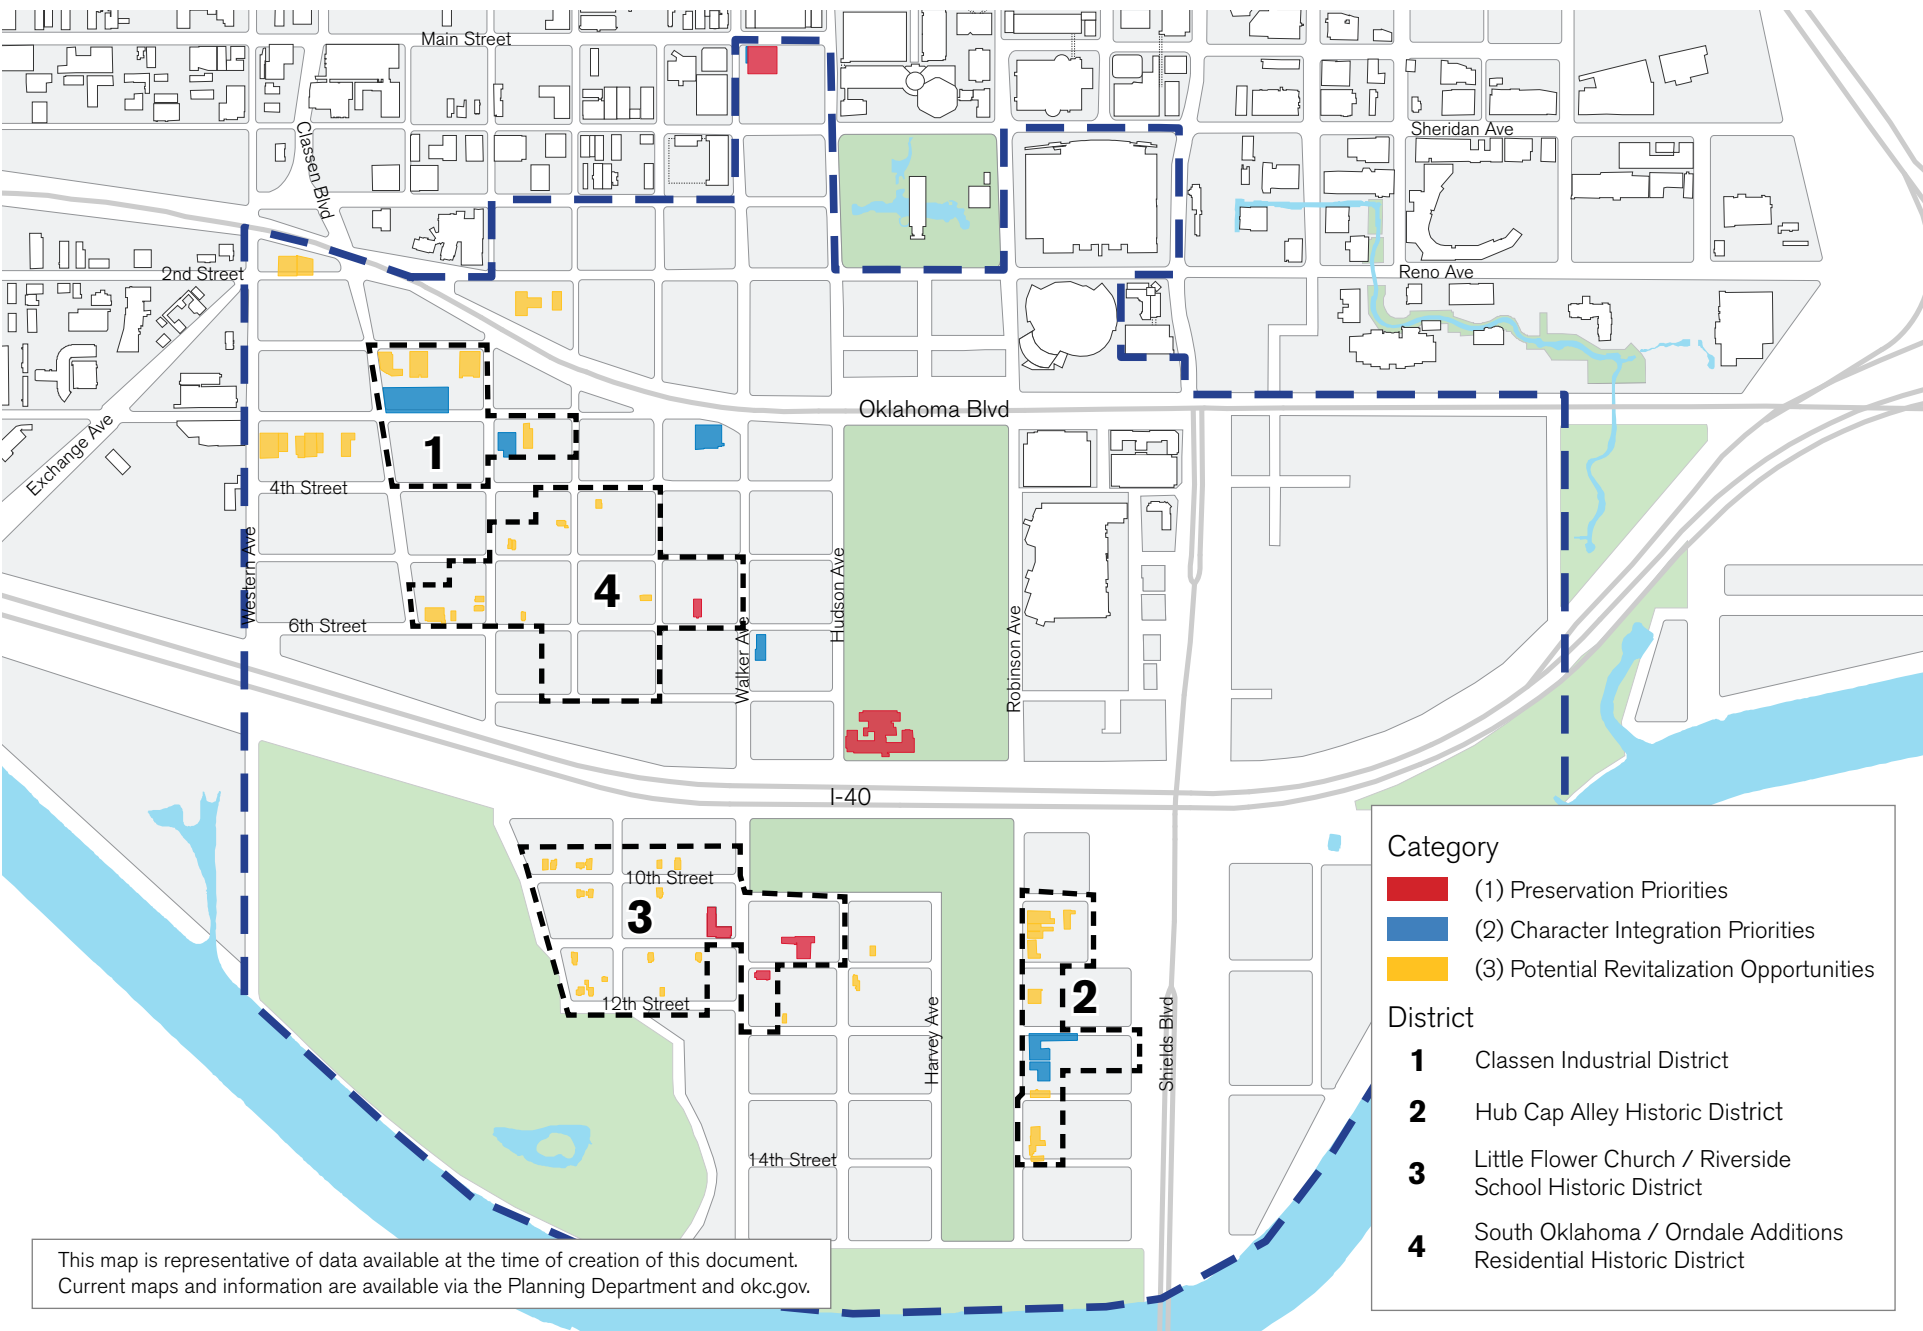 Main Street
Classen Blvd
Sheridan Ave
2nd Street
Reno Ave
Oklahoma Blvd
Exchange Ave
1
4th Street
Western Ave
4
Hudson Ave
6th Street
Walker Ave
Robinson Ave
I-40
10th Street
3
12th Street
2
Harvey Ave
Shields Blvd
14th Street
Category
(1) Preservation Priorities
(2) Character Integration Priorities
(3) Potential Revitalization Opportunities
District
1 Classen Industrial District
2 Hub Cap Alley Historic District
3 Little Flower Church / Riverside
School Historic District
4 South Oklahoma / Orndale Additions
Residential Historic District
This map is representative of data available at the time of creation of this document.
Current maps and information are available via the Planning Department and okc.gov.